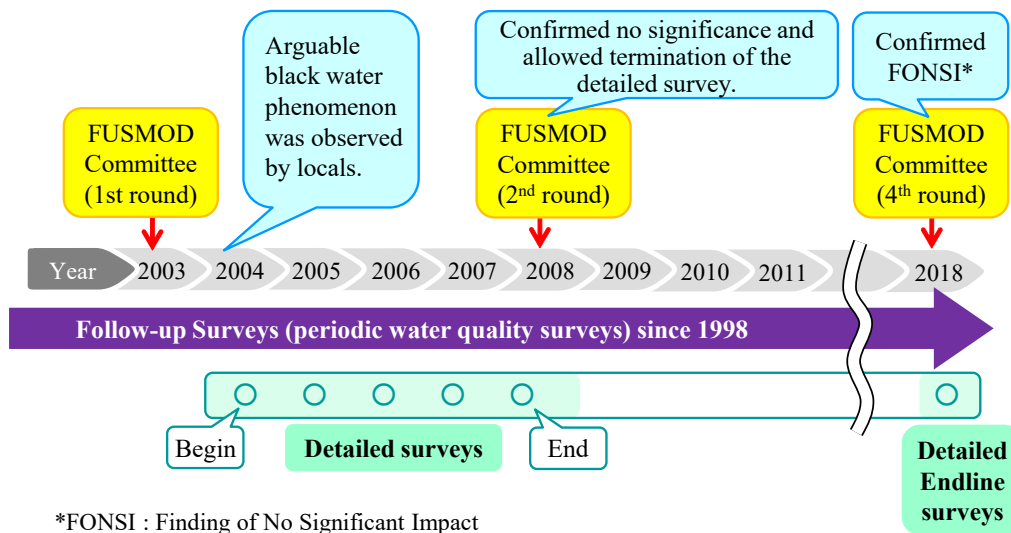 Arguable
black water
phenomenon
was observed
by locals.
Confirmed no significance and
allowed termination of the
detailed survey.
Confirmed
FONSI*
FUSMOD
Committee
(1st round)
FUSMOD
Committee
(2nd round)
FUSMOD
Committee
(4th round)
Year 2003 2004 2005 2006 2007 2008 2009 2010 2011 2018
Follow-up Surveys (periodic water quality surveys) since 1998
Begin
Detailed surveys
End
Detailed
Endline
surveys
*FONSI : Finding of No Significant Impact